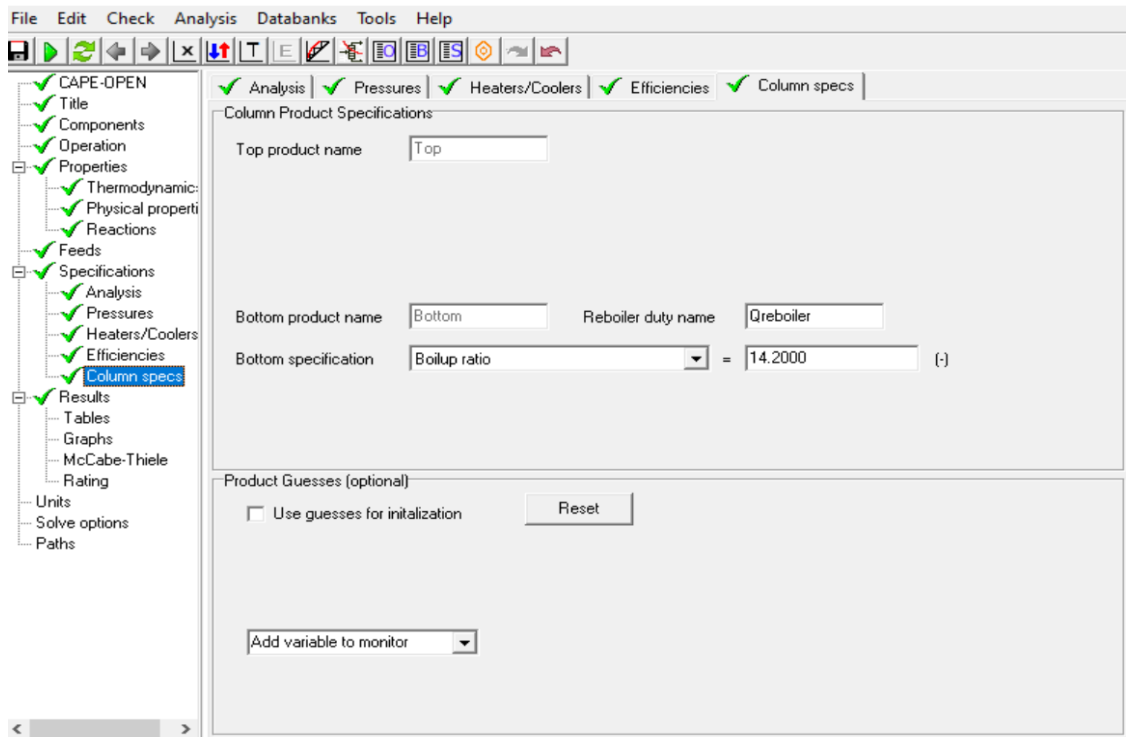 File Edit Check Analysis Databanks Tools Help
T E O B S
CAPE-OPEN
Title
Components
Operation
Properties
Thermodynamic
Physical properti
Reactions
Feeds
Specifications
Analysis
Pressures
Heaters/Coolers
Efficiencies
Column specs
Results
Tables
Graphs
McCabe-Thiele
Rating
Units
Solve options
Paths
Analysis Pressures Heaters/Coolers Efficiencies Column specs
Column Product Specifications
Top product name Top
Bottom product name Bottom Reboiler duty name Qreboiler
Bottom specification Boilup ratio = 14.2000 (-)
Product Guesses (optional)
Use guesses for initalization Reset
Add variable to monitor